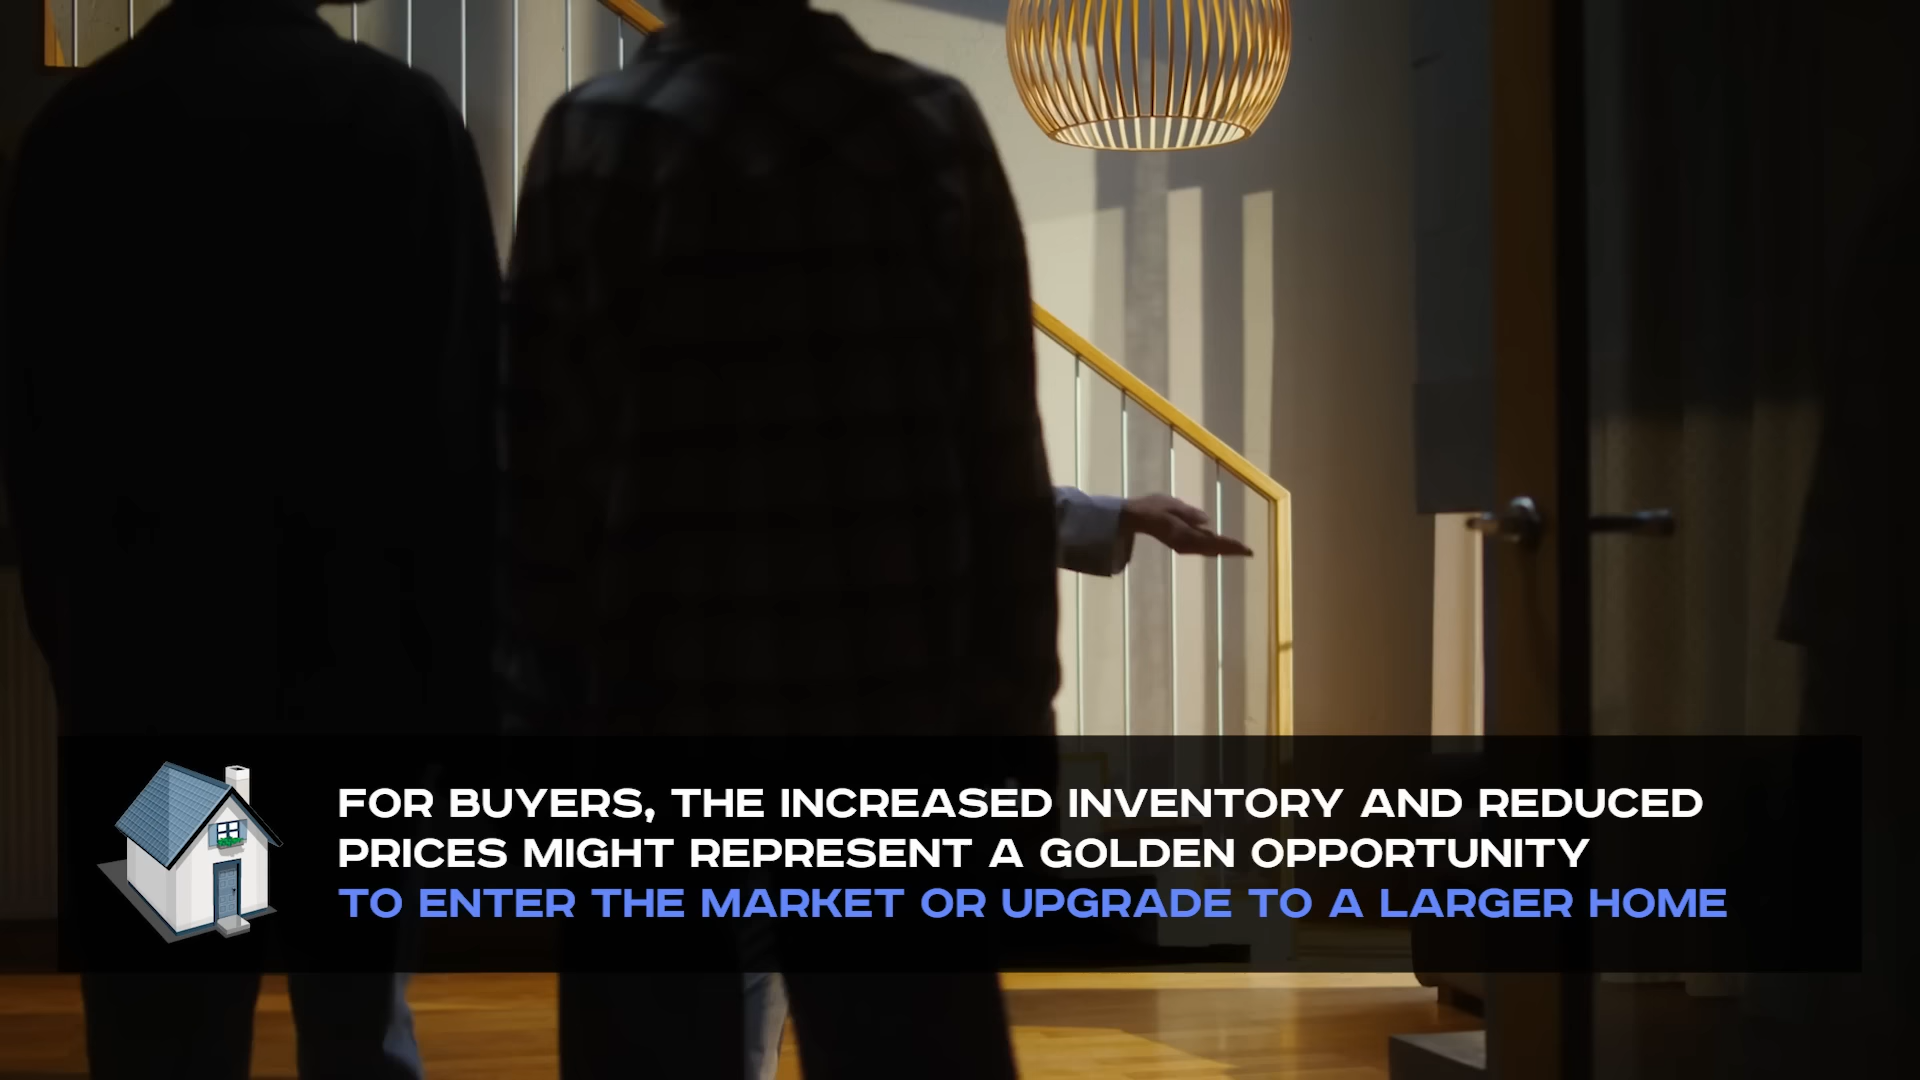 FOR BUYERS, THE INCREASED INVENTORY AND REDUCED
PRICES MIGHT REPRESENT A GOLDEN OPPORTUNITY
TO ENTER THE MARKET OR UPGRADE TO A LARGER HOME